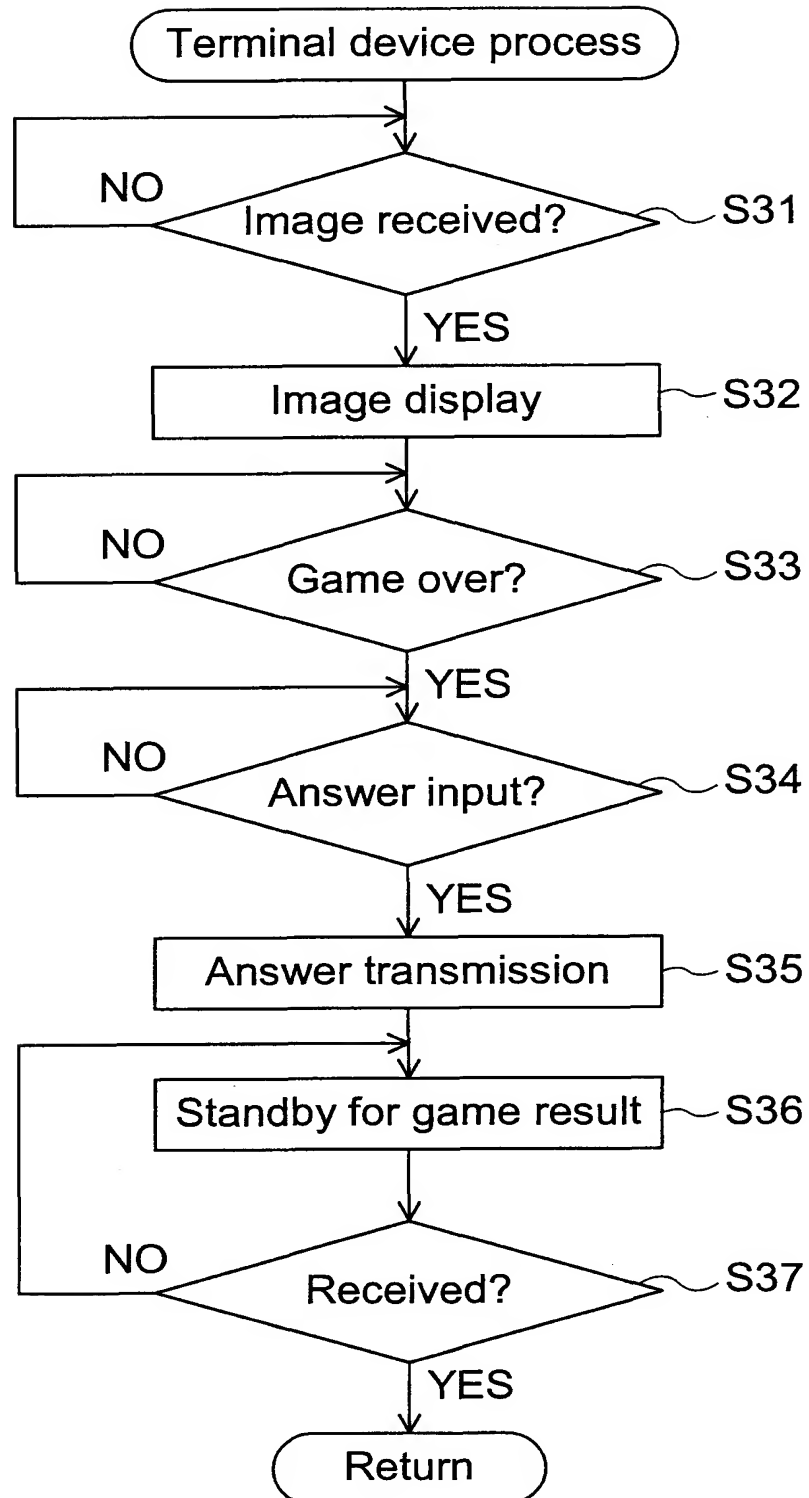 Terminal device process
NO
Image received?
S31
YES
Image display
S32
NO
Game over?
S33
YES
NO
Answer input?
S34
YES
Answer transmission
S35
Standby for game result
S36
NO
Received?
S37
YES
Return